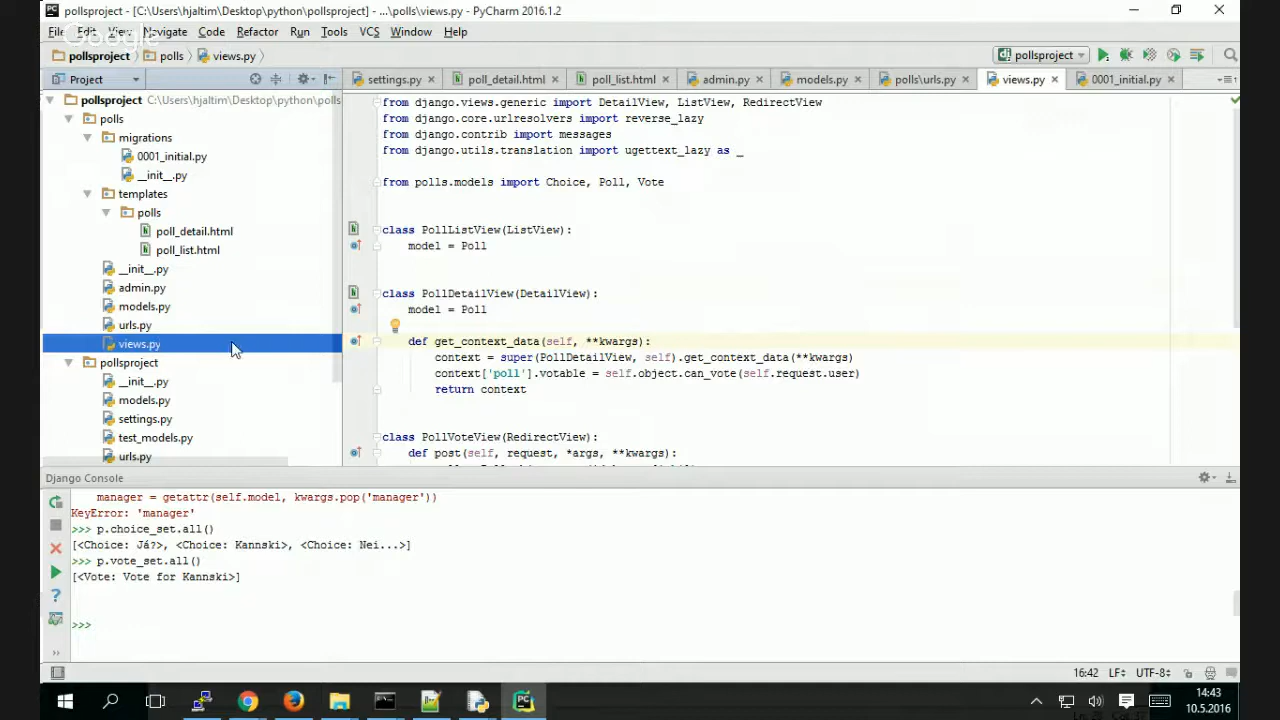 pollsproject - [C:\Users\hjaltim\Desktop\python\pollsproject] - ...\polls\views.py - PyCharm 2016.1.2
Google
File Edit View Navigate Code Refactor Run Tools VCS Window Help
pollsproject polls views.py pollsproject
Project settings.py poll_detail.html poll_list.html admin.py models.py polls\urls.py views.py 0001_initial.py
pollsproject C:\Users\hjaltim\Desktop\python\polls
polls
migrations
0001_initial.py
__init__.py
templates
polls
poll_detail.html
poll_list.html
__init__.py
admin.py
models.py
urls.py
views.py
pollsproject
__init__.py
models.py
settings.py
test_models.py
urls.py
from django.views.generic import DetailView, ListView, RedirectView
from django.core.urlresolvers import reverse_lazy
from django.contrib import messages
from django.utils.translation import ugettext_lazy as _
from polls.models import Choice, Poll, Vote
class PollListView(ListView):
model = Poll
class PollDetailView(DetailView):
model = Poll
def get_context_data(self, **kwargs):
context = super(PollDetailView, self).get_context_data(**kwargs)
context['poll'].votable = self.object.can_vote(self.request.user)
return context
class PollVoteView(RedirectView):
def post(self, request, *args, **kwargs):
Django Console
manager = getattr(self.model, kwargs.pop('manager'))
KeyError: 'manager'
>>> p.choice_set.all()
[<Choice: Já?>, <Choice: Kannski>, <Choice: Nei...>]
>>> p.vote_set.all()
[<Vote: Vote for Kannski>]
>>>
16:42 LF÷ UTF-8÷
14:43
10.5.2016